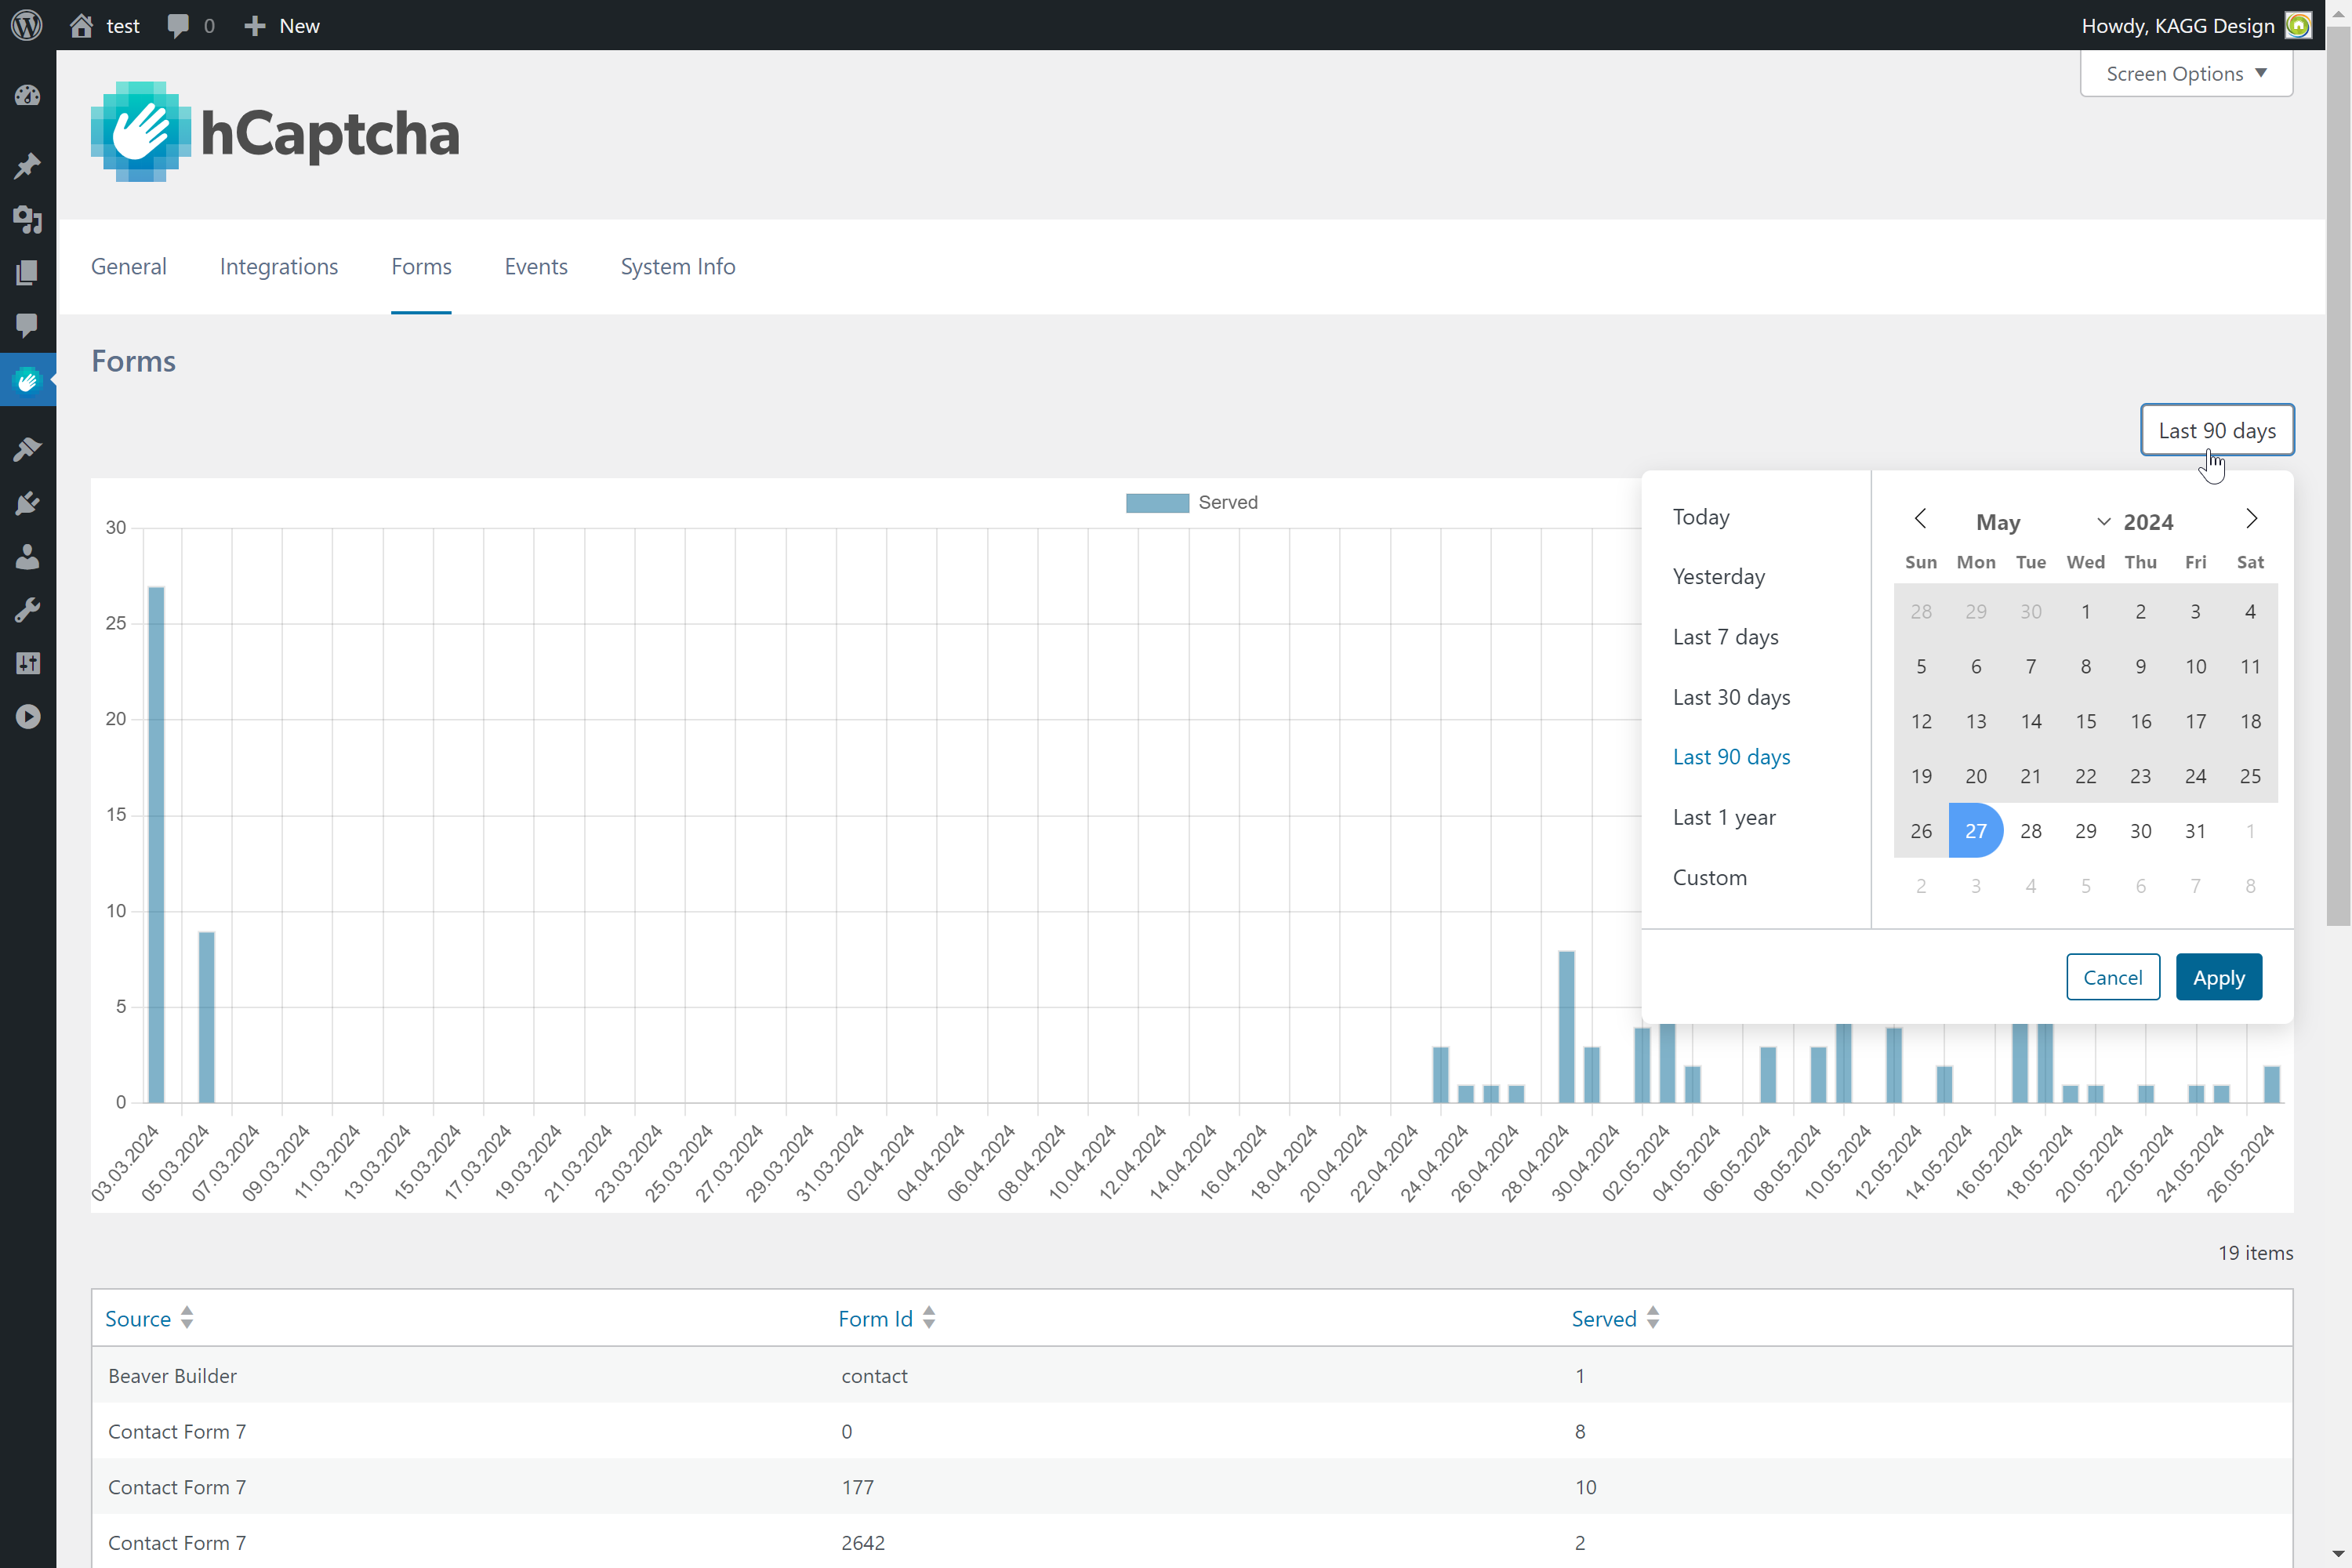 test 0 New Howdy, KAGG Design
Screen Options
hCaptcha
General Integrations Forms Events System Info
Forms
Last 90 days
Served
30
25
20
15
10
5
0
03.03.2024 05.03.2024 07.03.2024 09.03.2024 11.03.2024 13.03.2024 15.03.2024 17.03.2024 19.03.2024 21.03.2024 23.03.2024 25.03.2024 27.03.2024 29.03.2024 31.03.2024 02.04.2024 04.04.2024 06.04.2024 08.04.2024 10.04.2024 12.04.2024 14.04.2024 16.04.2024 18.04.2024 20.04.2024 22.04.2024 24.04.2024 26.04.2024 28.04.2024 30.04.2024 02.05.2024 04.05.2024 06.05.2024 08.05.2024 10.05.2024 12.05.2024 14.05.2024 16.05.2024 18.05.2024 20.05.2024 22.05.2024 24.05.2024 26.05.2024
Today
Yesterday
Last 7 days
Last 30 days
Last 90 days
Last 1 year
Custom
May 2024
Sun Mon Tue Wed Thu Fri Sat
28 29 30 1 2 3 4
5 6 7 8 9 10 11
12 13 14 15 16 17 18
19 20 21 22 23 24 25
26 27 28 29 30 31 1
2 3 4 5 6 7 8
Cancel Apply
19 items
Source Form Id Served
Beaver Builder contact 1
Contact Form 7 0 8
Contact Form 7 177 10
Contact Form 7 2642 2